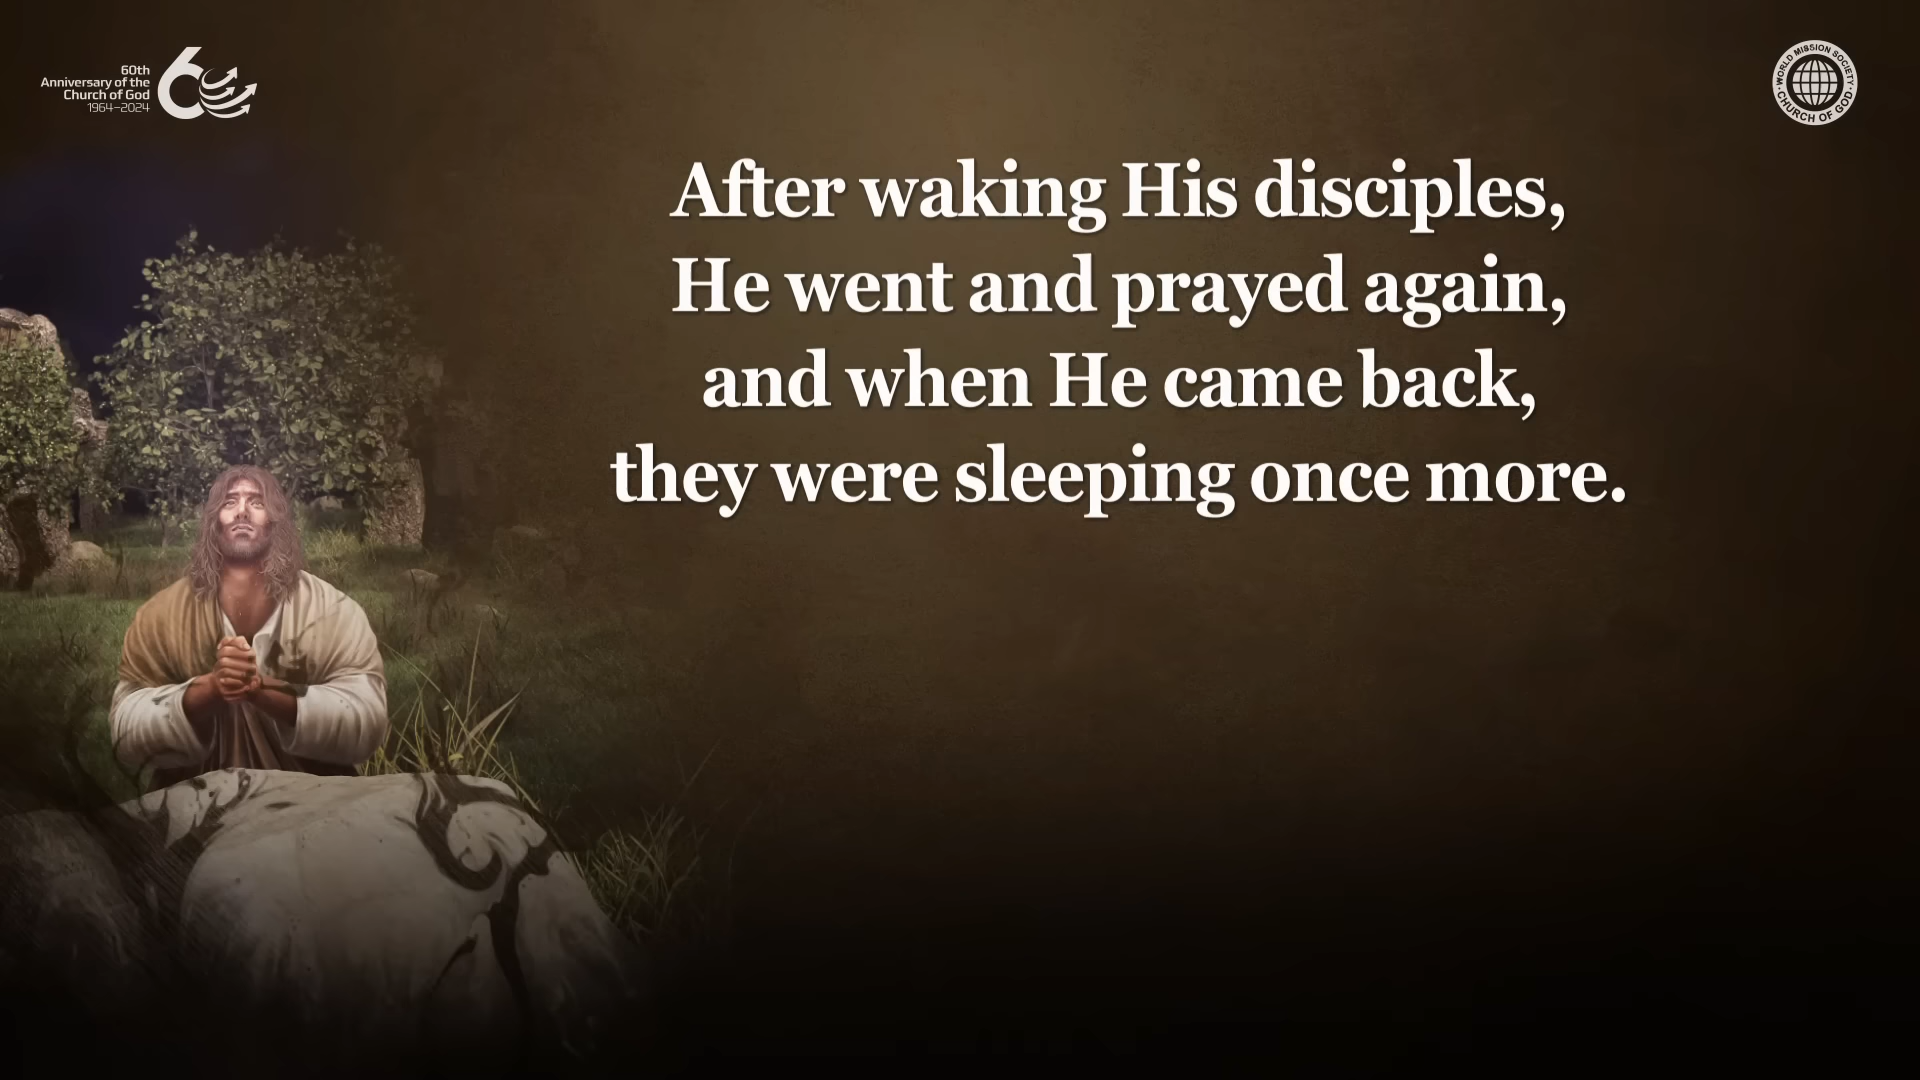 60th
Anniversary of the
Church of God
1964–2024
60
WORLD MISSION SOCIETY
CHURCH OF GOD
After waking His disciples,
He went and prayed again,
and when He came back,
they were sleeping once more.